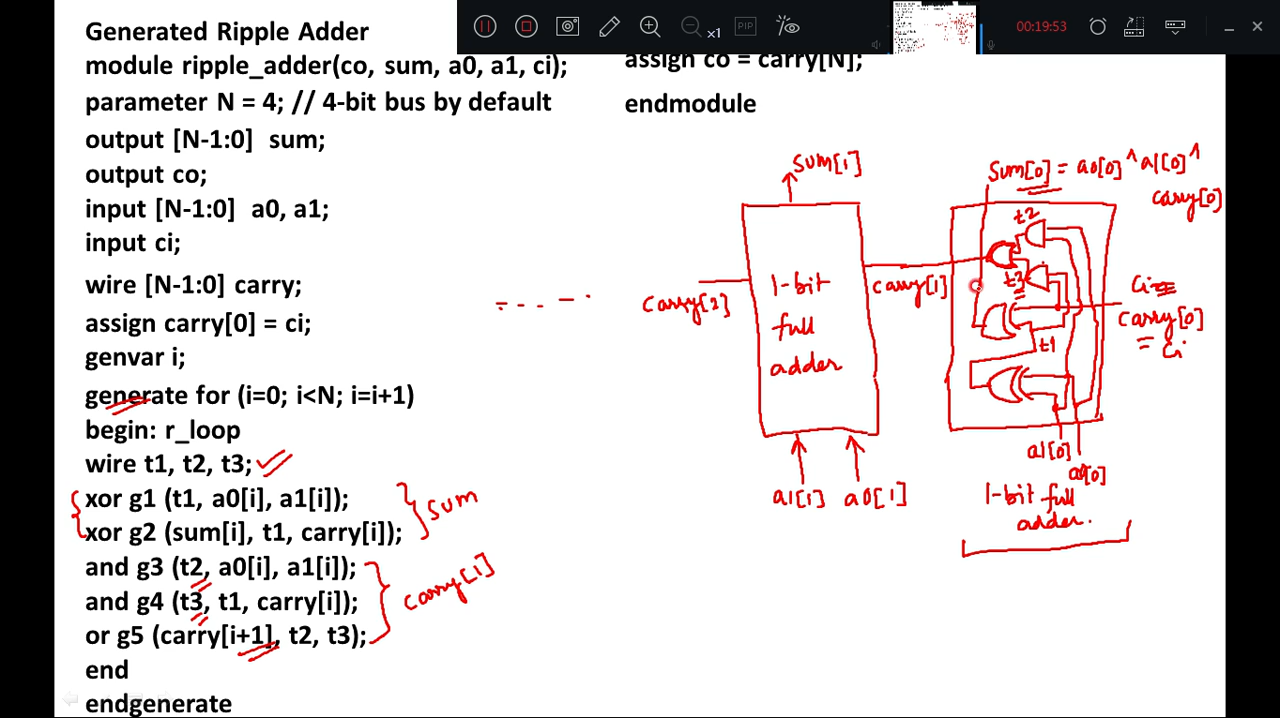 Generated Ripple Adder
module ripple_adder(co, sum, a0, a1, ci);
parameter N = 4; // 4-bit bus by default
output [N-1:0] sum;
output co;
input [N-1:0] a0, a1;
input ci;
wire [N-1:0] carry;
assign carry[0] = ci;
genvar i;
generate for (i=0; i<N; i=i+1)
begin: r_loop
wire t1, t2, t3;
xor g1 (t1, a0[i], a1[i]);
xor g2 (sum[i], t1, carry[i]);
and g3 (t2, a0[i], a1[i]);
and g4 (t3, t1, carry[i]);
or g5 (carry[i+1], t2, t3);
end
endgenerate
sum
carry[1]
x1
PIP
00:19:53
assign co = carry[N];
endmodule
sum[1]
carry[2]
1-bit
full
adder
a1[1] a0[1]
carry[1]
sum[0] = a0[0] ^ a1[0] ^
carry[0]
t2
t3
t1
ci
carry[0]
= ci
a1[0]
a0[0]
1-bit full
adder.